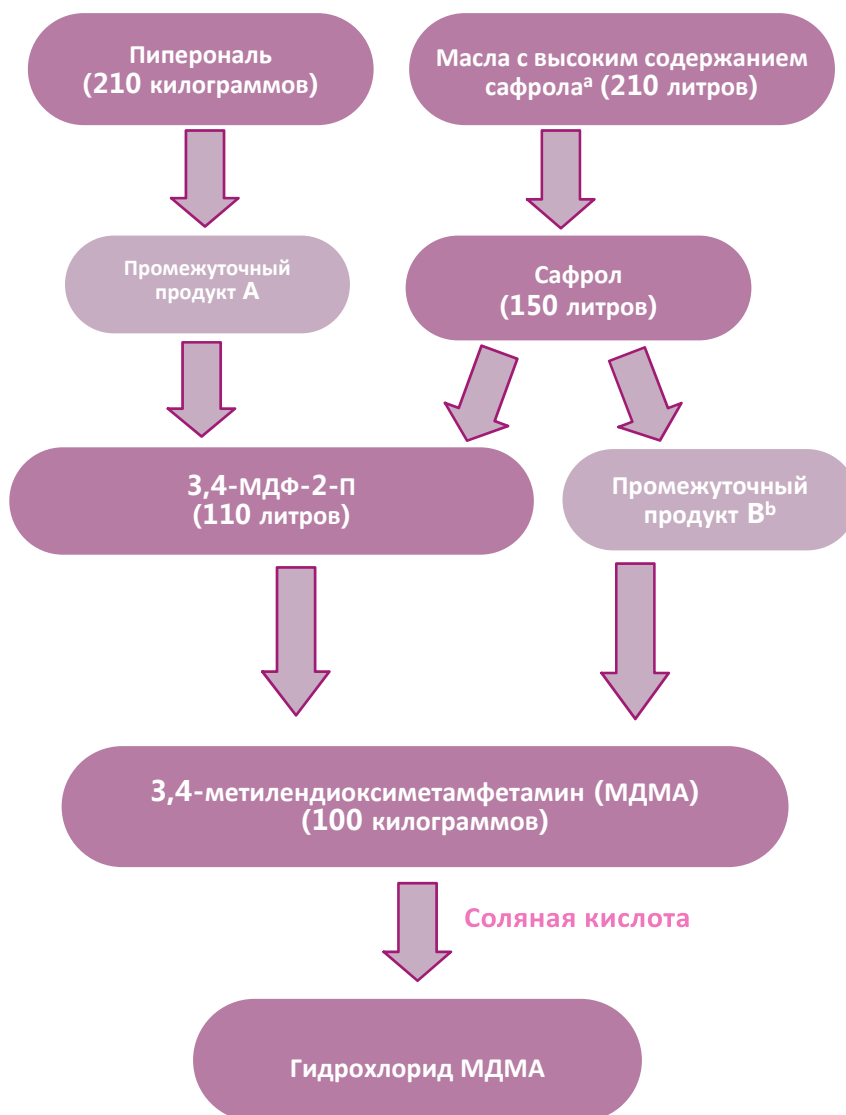 Пиперональ
(210 килограммов)
Масла с высоким содержанием
сафролаᵃ (210 литров)
Промежуточный
продукт A
Сафрол
(150 литров)
3,4-МДФ-2-П
(110 литров)
Промежуточный
продукт Bᵇ
3,4-метилендиоксиметамфетамин (МДМА)
(100 килограммов)
Соляная кислота
Гидрохлорид МДМА